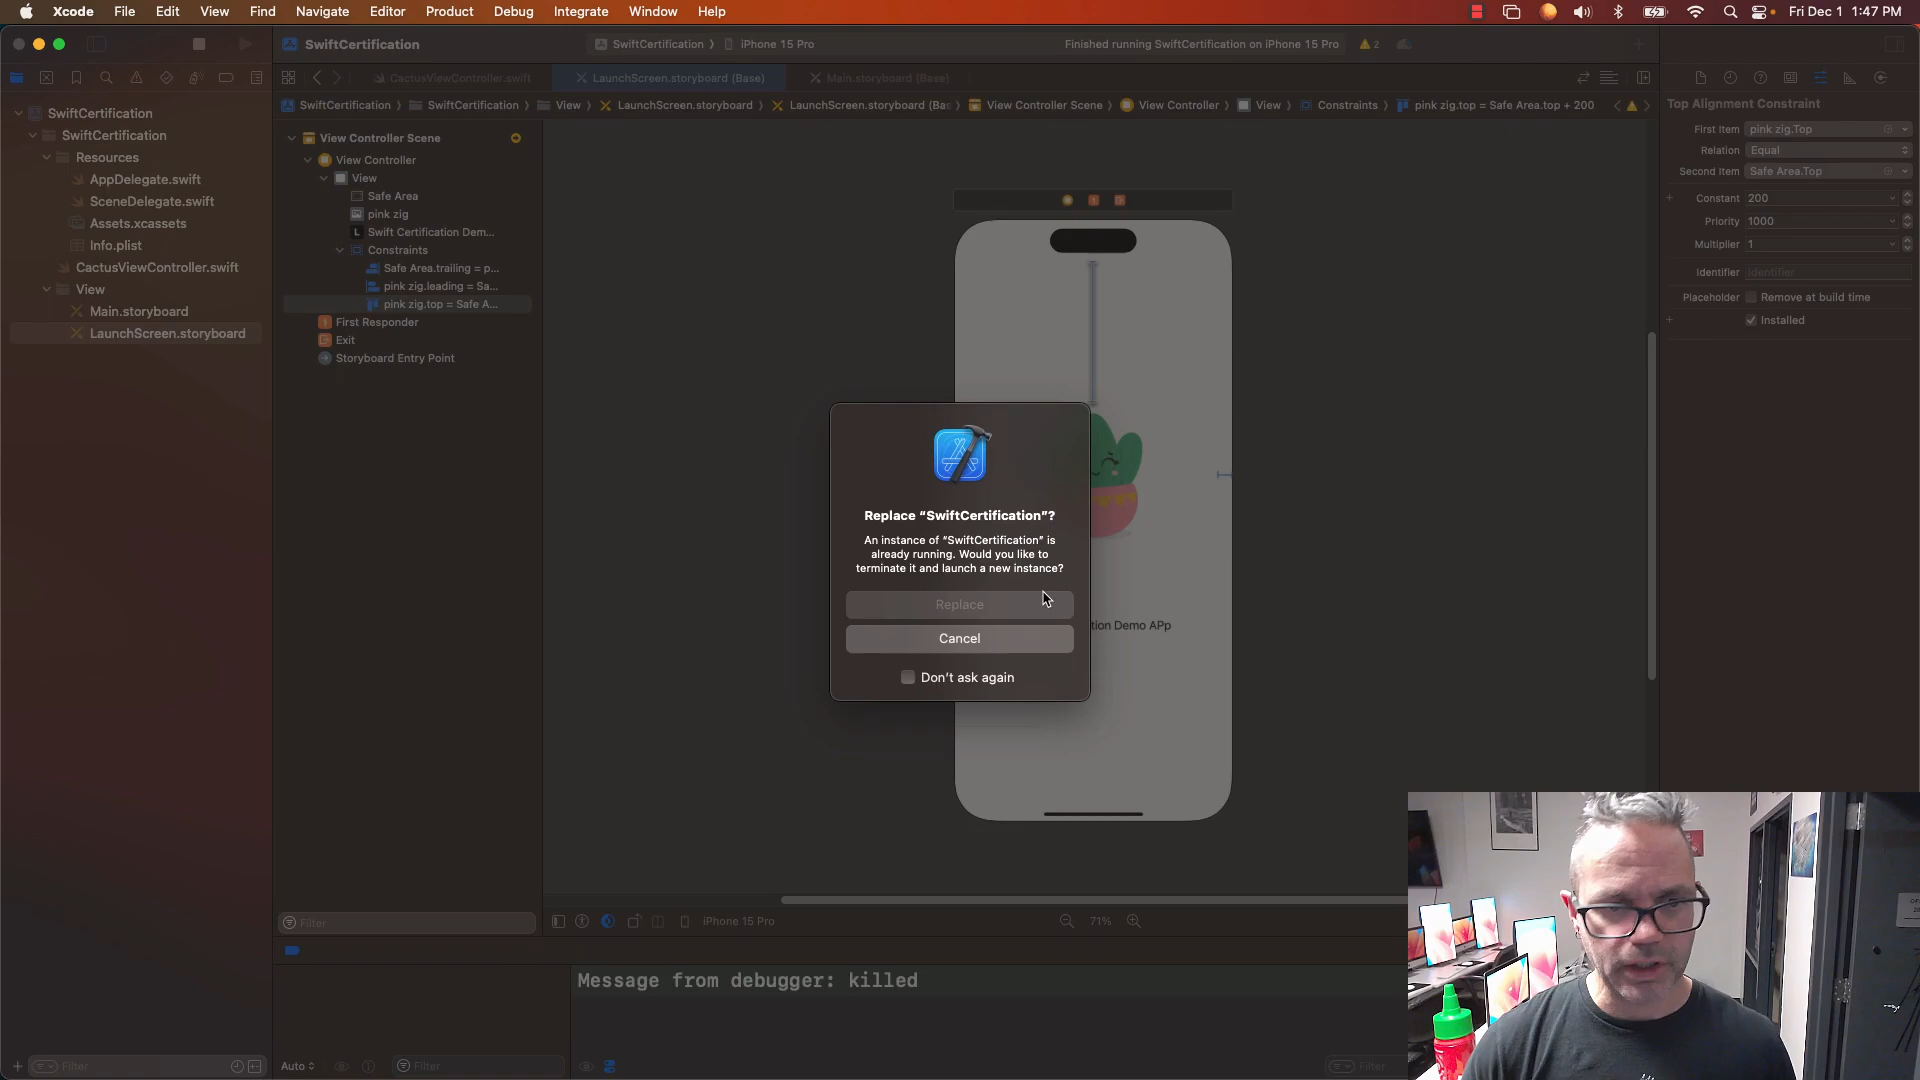 Xcode File Edit View Find Navigate Editor Product Debug Integrate Window Help
Fri Dec 1 1:47 PM
SwiftCertification
SwiftCertification
iPhone 15 Pro
Finished running SwiftCertification on iPhone 15 Pro
2
CactusViewController.swift
LaunchScreen.storyboard (Base)
Main.storyboard (Base)
SwiftCertification
SwiftCertification
View
LaunchScreen.storyboard
LaunchScreen.storyboard (Bas
View Controller Scene
View Controller
View
Constraints
pink zig.top = Safe Area.top + 200
SwiftCertification
SwiftCertification
Resources
AppDelegate.swift
SceneDelegate.swift
Assets.xcassets
Info.plist
CactusViewController.swift
View
Main.storyboard
LaunchScreen.storyboard
View Controller Scene
View Controller
View
Safe Area
pink zig
L Swift Certification Dem...
Constraints
Safe Area.trailing = p...
pink zig.leading = Sa...
pink zig.top = Safe A...
First Responder
Exit
Storyboard Entry Point
Top Alignment Constraint
First Item pink zig.Top
Relation Equal
Second Item Safe Area.Top
Constant 200
Priority 1000
Multiplier 1
Identifier Identifier
Placeholder Remove at build time
Installed
Replace “SwiftCertification”?
An instance of “SwiftCertification” is
already running. Would you like to
terminate it and launch a new instance?
Replace
Cancel
Don’t ask again
tion Demo APp
Filter
iPhone 15 Pro
71%
Message from debugger: killed
Filter
Auto
Filter
Filter